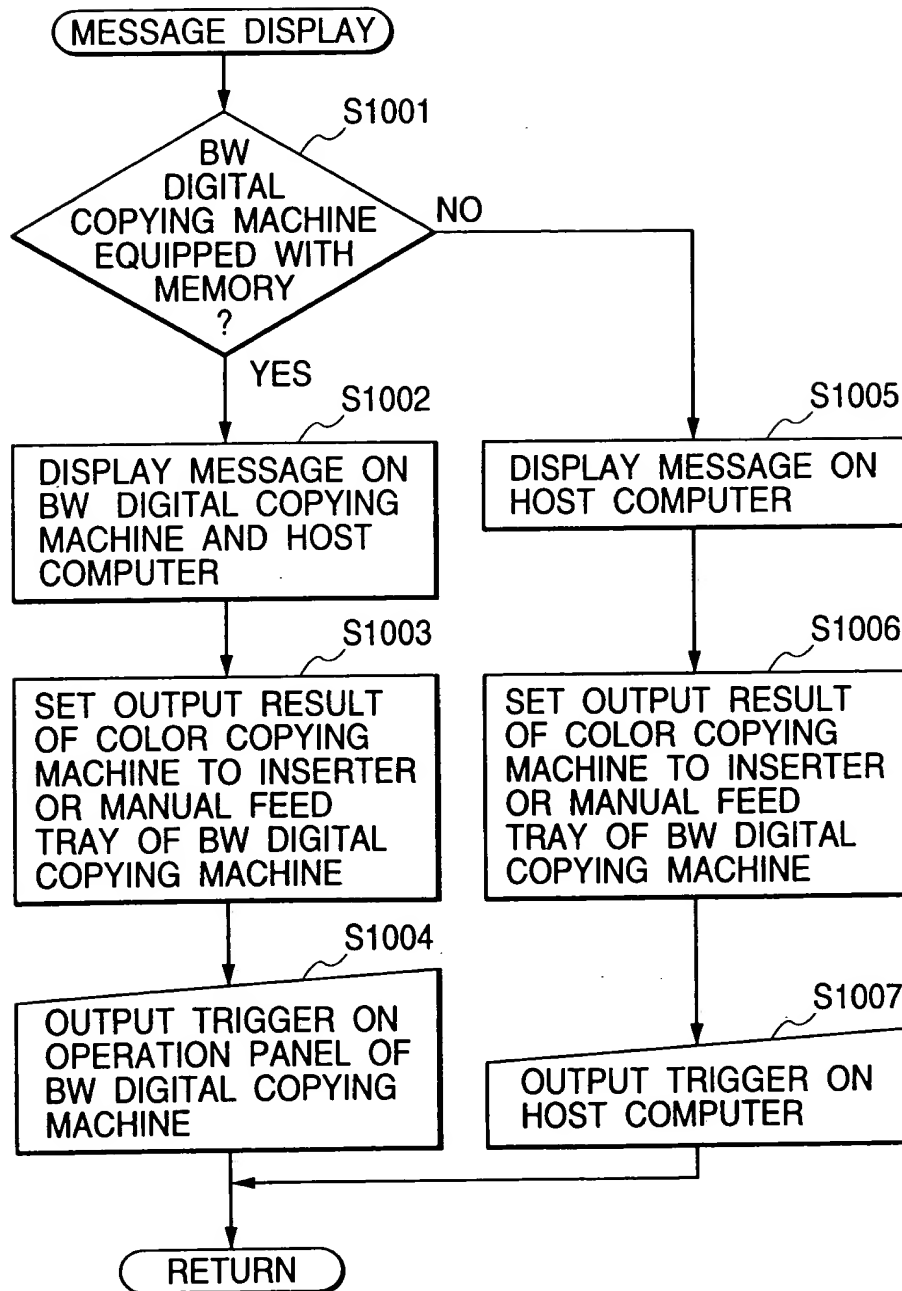 MESSAGE DISPLAY
S1001
BW
DIGITAL
COPYING MACHINE
EQUIPPED WITH
MEMORY
?
NO
YES
S1002
DISPLAY MESSAGE ON
BW DIGITAL COPYING
MACHINE AND HOST
COMPUTER
S1003
SET OUTPUT RESULT
OF COLOR COPYING
MACHINE TO INSERTER
OR MANUAL FEED
TRAY OF BW DIGITAL
COPYING MACHINE
S1004
OUTPUT TRIGGER ON
OPERATION PANEL OF
BW DIGITAL COPYING
MACHINE
S1005
DISPLAY MESSAGE ON
HOST COMPUTER
S1006
SET OUTPUT RESULT
OF COLOR COPYING
MACHINE TO INSERTER
OR MANUAL FEED
TRAY OF BW DIGITAL
COPYING MACHINE
S1007
OUTPUT TRIGGER ON
HOST COMPUTER
RETURN